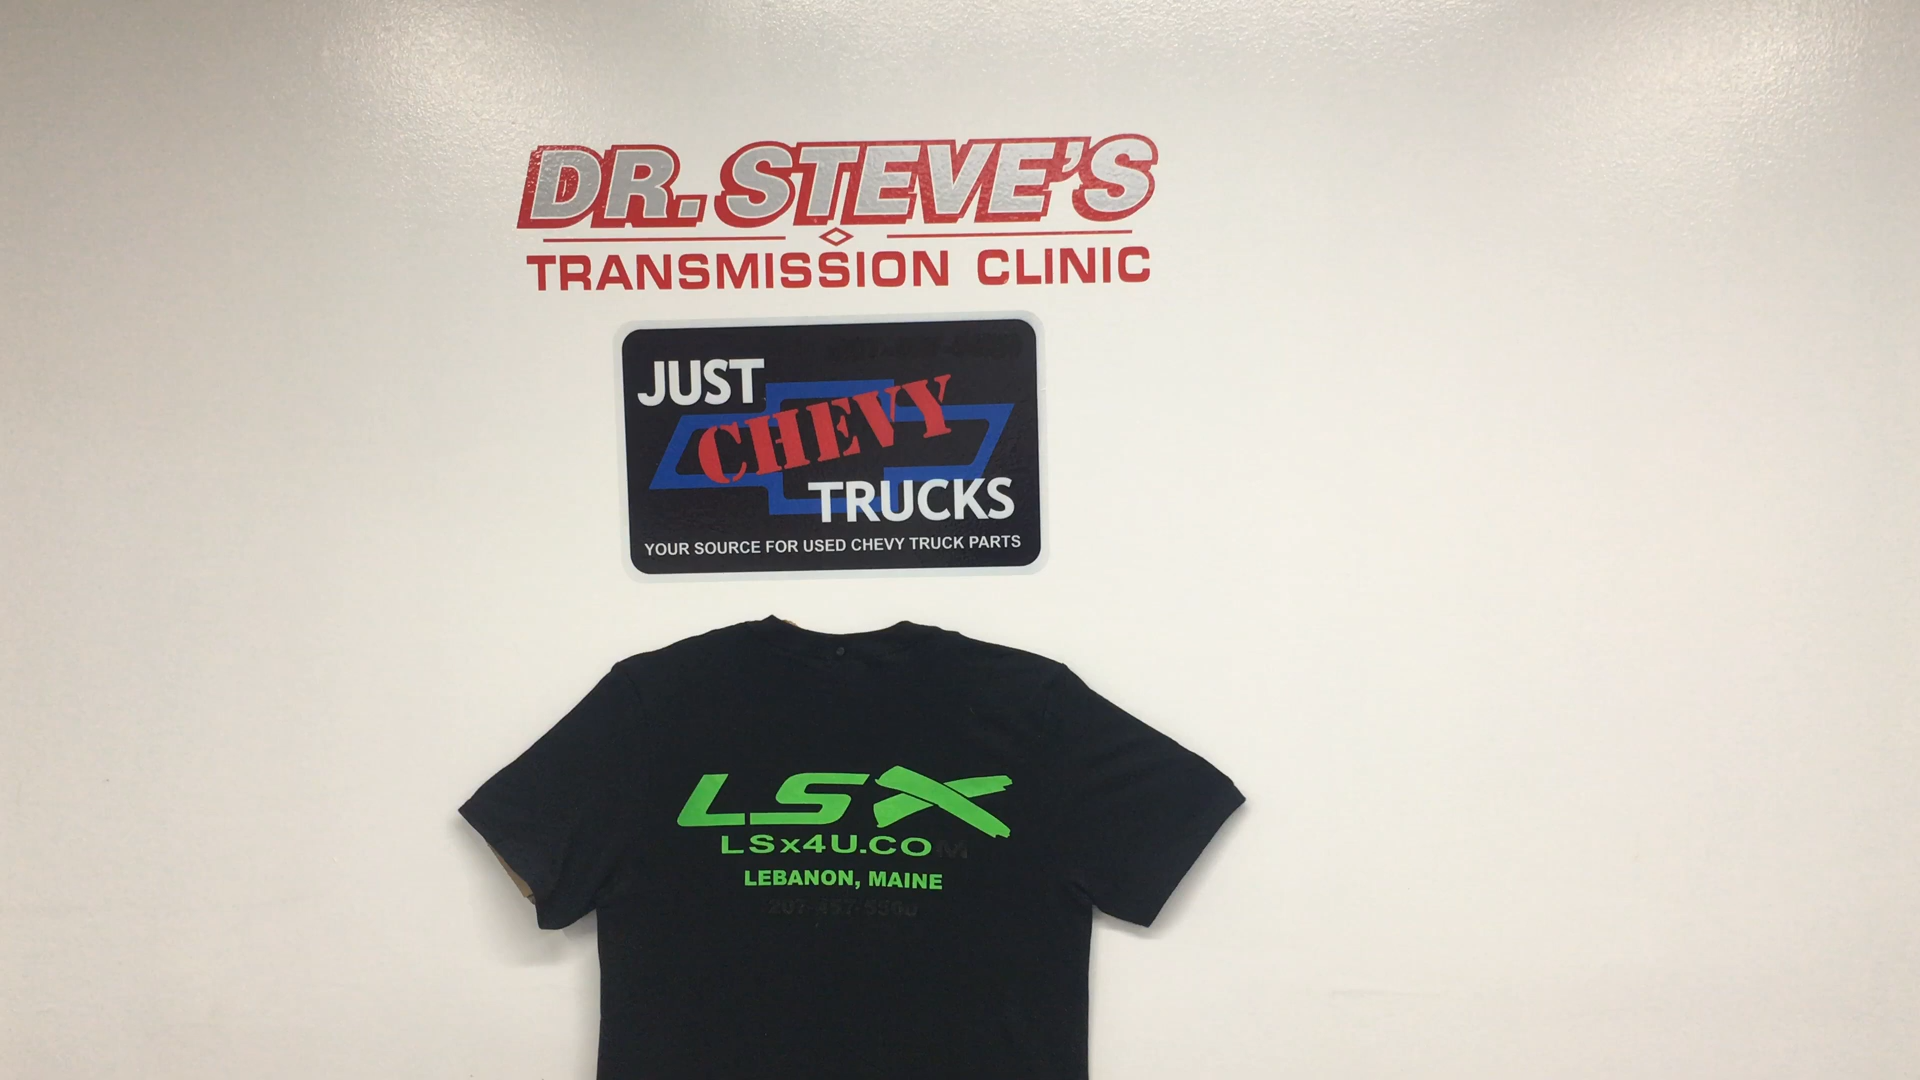 DR. STEVE'S
TRANSMISSION CLINIC
JUST
CHEVY
TRUCKS
YOUR SOURCE FOR USED CHEVY TRUCK PARTS
LSX
LSx4U.COM
LEBANON, MAINE